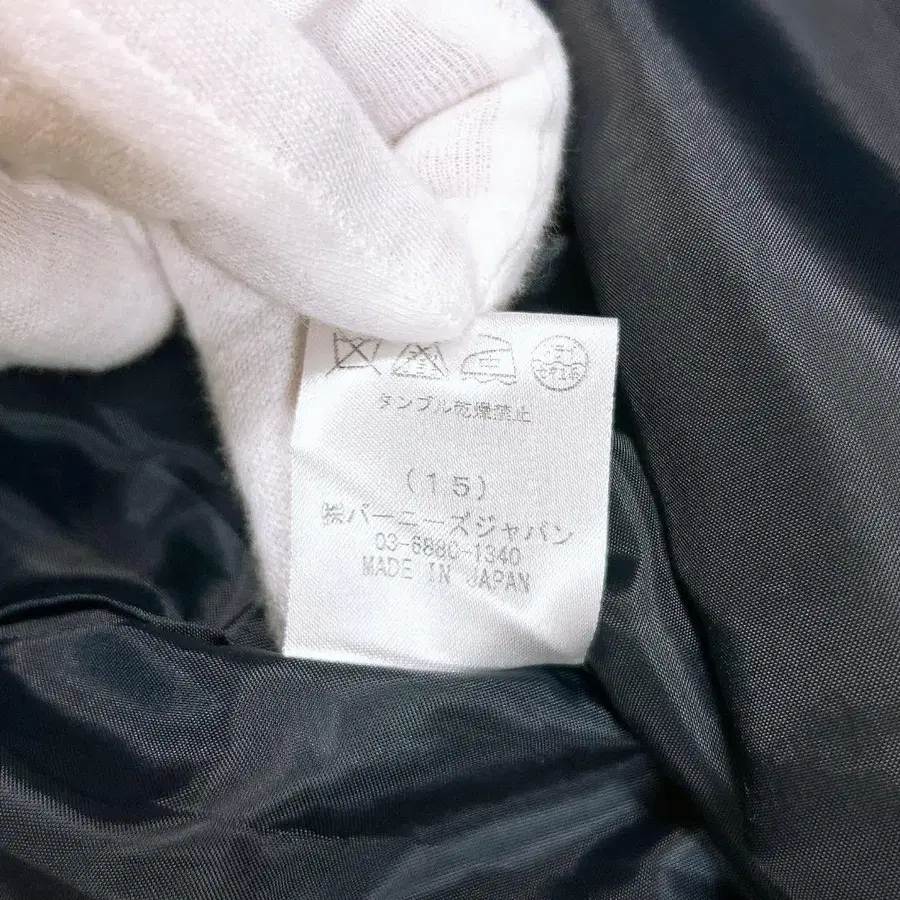 中
タンブル乾燥禁止
(15)
㈱バーニーズジャパン
03-6880-1340
MADE IN JAPAN